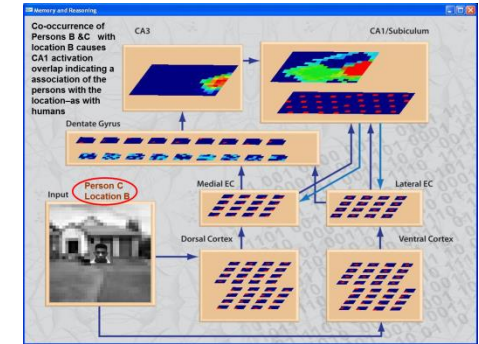 Memory and Reasoning
Co-occurrence of
Persons B &C with
location B causes
CA1 activation
overlap indicating a
association of the
persons with the
location–as with
humans
CA3
CA1/Subiculum
Dentate Gyrus
Medial EC
Lateral EC
Input
Person C
Location B
Dorsal Cortex
Ventral Cortex